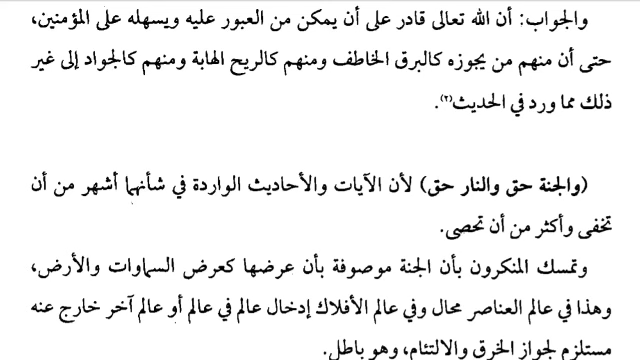 والجواب: أن الله تعالى قادر على أن يمكن من العبور عليه ويسهله على المؤمنين،
حتى أن منهم من يجوزه كالبرق الخاطف ومنهم كالريح الهابة ومنهم كالجواد إلى غير
ذلك مما ورد في الحديث(٢).
(والجنة حق والنار حق) لأن الآيات والأحاديث الواردة في شأنهما أشهر من أن
تخفى وأكثر من أن تحصى.
وتمسك المنكرون بأن الجنة موصوفة بأن عرضها كعرض السماوات والأرض،
وهذا في عالم العناصر محال وفي عالم الأفلاك إدخال عالم في عالم أو عالم آخر خارج عنه
مستلزم لجواز الخرق والالتئام، وهو باطل.